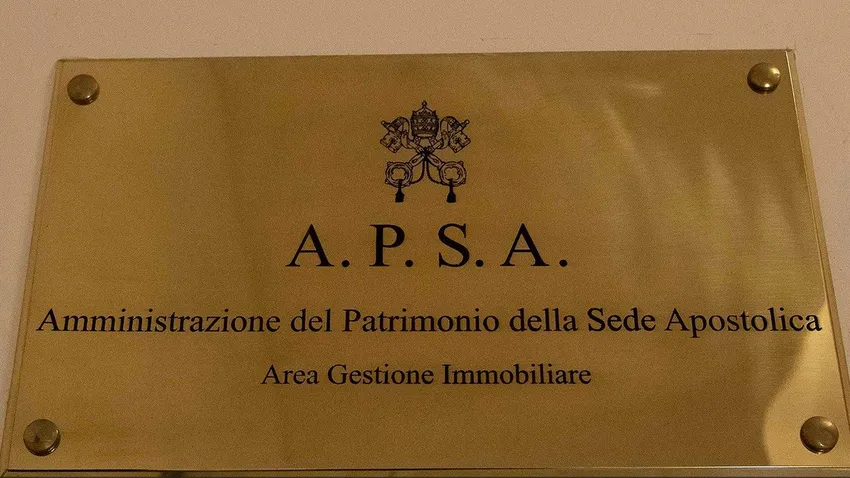 A. P. S. A.
Amministrazione del Patrimonio della Sede Apostolica
Area Gestione Immobiliare